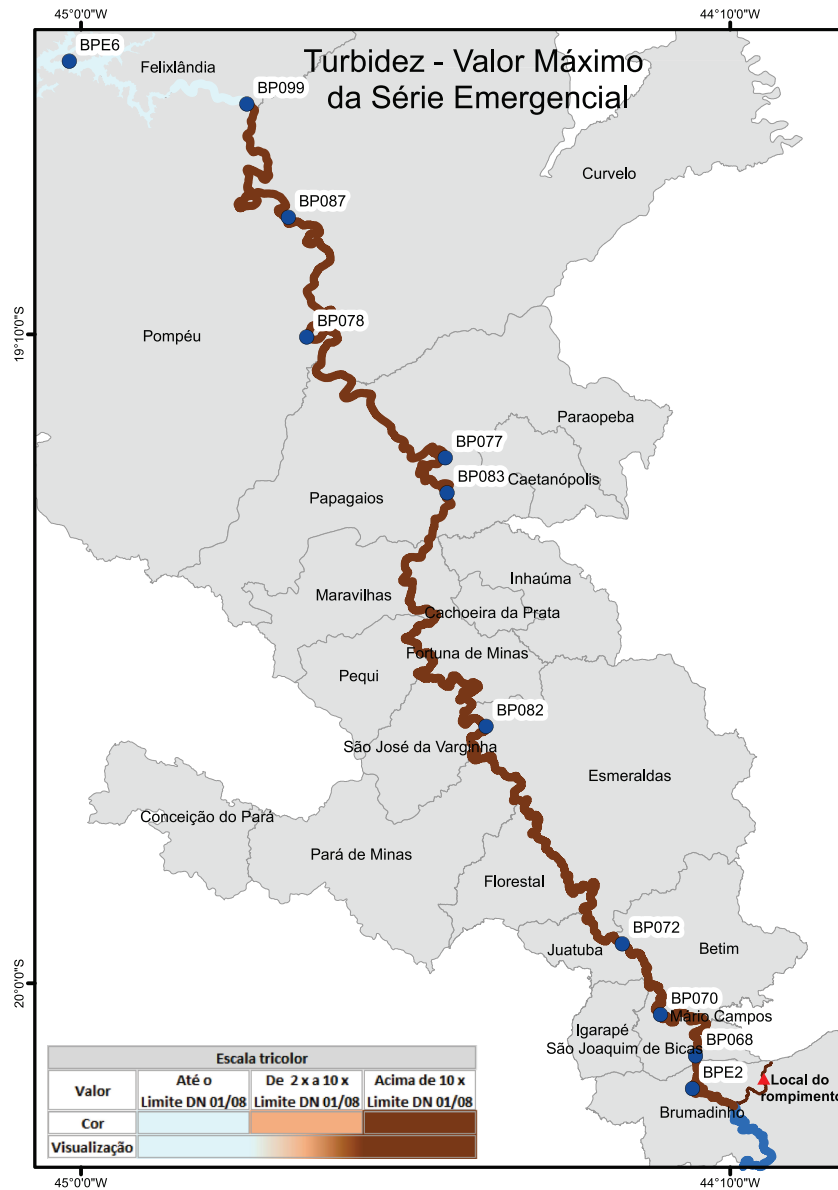 45°0'0"W
44°10'0"W
BPE6
Felixlândia
Turbidez - Valor Máximo
da Série Emergencial
BP099
Curvelo
BP087
BP078
Pompéu
19°10'0"S
Paraopeba
BP077
BP083
Caetanópolis
Papagaios
Inhaúma
Maravilhas
Cachoeira da Prata
Fortuna de Minas
Pequi
BP082
São José da Varginha
Esmeraldas
Conceição do Pará
Pará de Minas
Florestal
BP072
Juatuba
Betim
20°0'0"S
BP070
Mário Campos
Igarapé
BP068
São Joaquim de Bicas
BPE2
Local do
rompimento
Brumadinho
Escala tricolor
Valor
Até o
Limite DN 01/08
De 2 x a 10 x
Limite DN 01/08
Acima de 10 x
Limite DN 01/08
Cor
Visualização
45°0'0"W
44°10'0"W